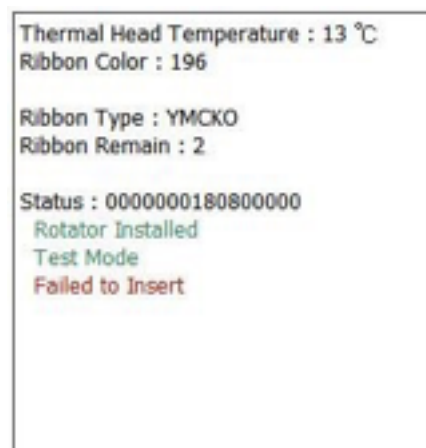 Thermal Head Temperature : 13 ℃
Ribbon Color : 196
Ribbon Type : YMCKO
Ribbon Remain : 2
Status : 0000000180800000
Rotator Installed
Test Mode
Failed to Insert